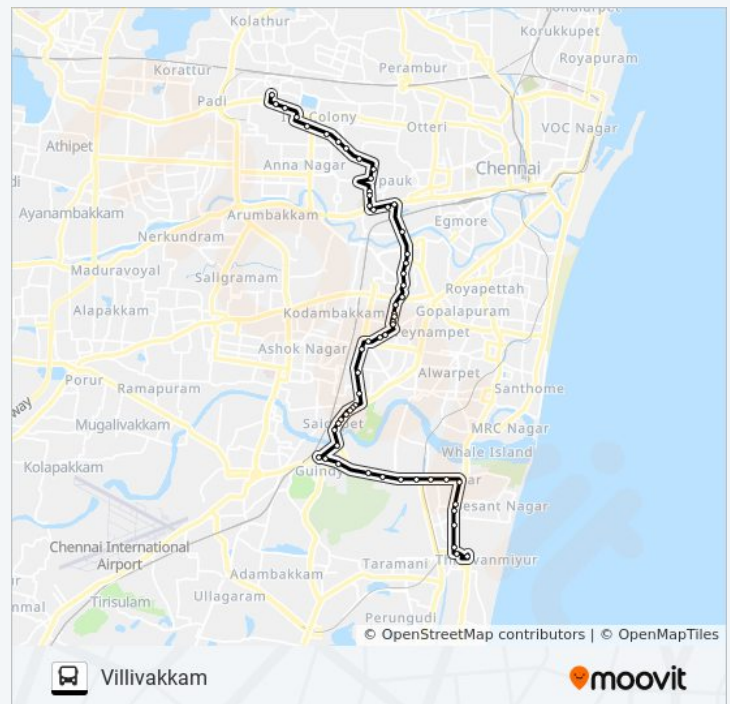 Kolathur
Korukkupet
Royapuram
Korattur
Perambur
Padi
Colony
Otteri
VOC Nagar
Athipet
Anna Nagar
Chennai
Ayanambakkam
Arumbakkam
Egmore
Nerkundram
Maduravoyal
Saligramam
Royapettah
Alapakkam
Kodambakkam
Gopalapuram
Ashok Nagar
Alwarpet
Porur
Ramapuram
Santhome
way
Mugalivakkam
MRC Nagar
Kolapakkam
Whale Island
Guindy
Chennai International
Airport
Taramani
Adambakkam
Tirisulam
Ullagaram
Perungudi
© OpenStreetMap contributors | © OpenMapTiles
Villivakkam
moovit